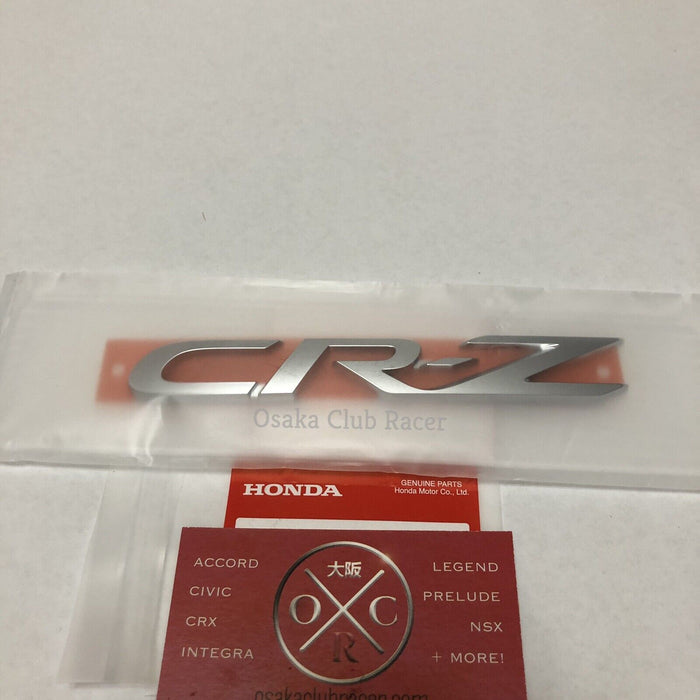 CR-Z
Osaka Club Racer
HONDA
GENUINE PARTS
Honda Motor Co., Ltd.
ACCORD
CIVIC
CRX
INTEGRA
大阪
O C
R
LEGEND
PRELUDE
NSX
+ MORE!
osakaclubracer.com